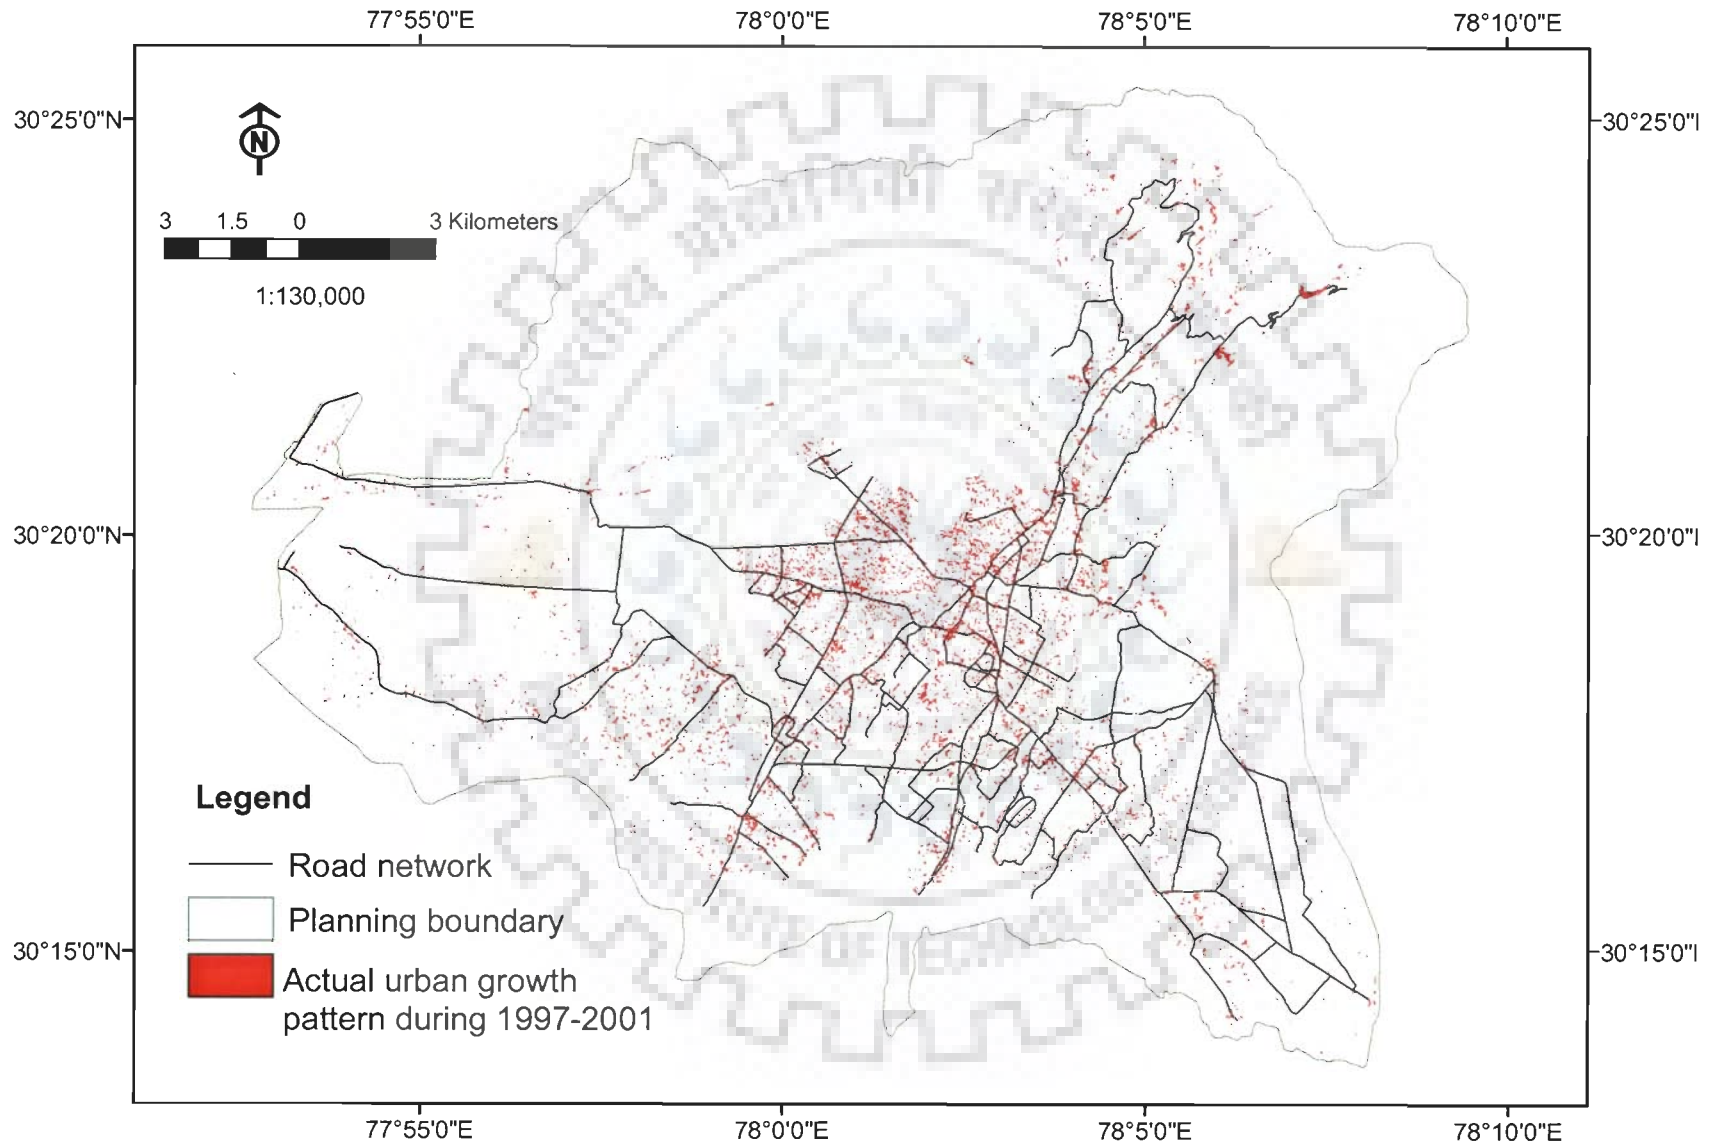 77°55'0"E 78°0'0"E 78°5'0"E 78°10'0"E
30°25'0"N 30°25'0"I
N
3 1.5 0 3 Kilometers
1:130,000
30°20'0"N 30°20'0"I
Legend
Road network
Planning boundary
30°15'0"N 30°15'0"I
Actual urban growth
pattern during 1997-2001
77°55'0"E 78°0'0"E 78°5'0"E 78°10'0"E